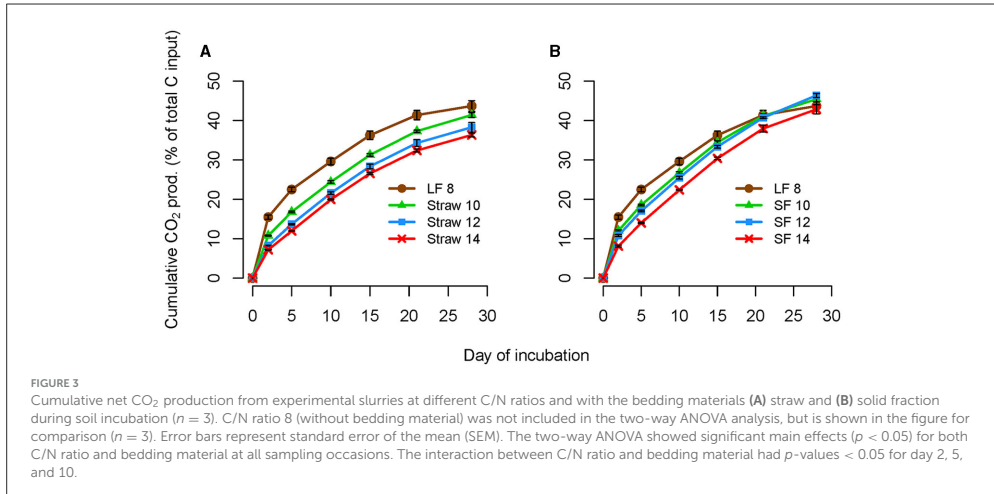 A
B
Cumulative CO₂ prod. (% of total C input)
50
40
30
20
10
0
LF 8
Straw 10
Straw 12
Straw 14
0 5 10 15 20 25 30
50
40
30
20
10
0
LF 8
SF 10
SF 12
SF 14
0 5 10 15 20 25 30
Day of incubation
FIGURE 3
Cumulative net CO₂ production from experimental slurries at different C/N ratios and with the bedding materials (A) straw and (B) solid fraction
during soil incubation (n = 3). C/N ratio 8 (without bedding material) was not included in the two-way ANOVA analysis, but is shown in the figure for
comparison (n = 3). Error bars represent standard error of the mean (SEM). The two-way ANOVA showed significant main effects (p < 0.05) for both
C/N ratio and bedding material at all sampling occasions. The interaction between C/N ratio and bedding material had p-values < 0.05 for day 2, 5,
and 10.